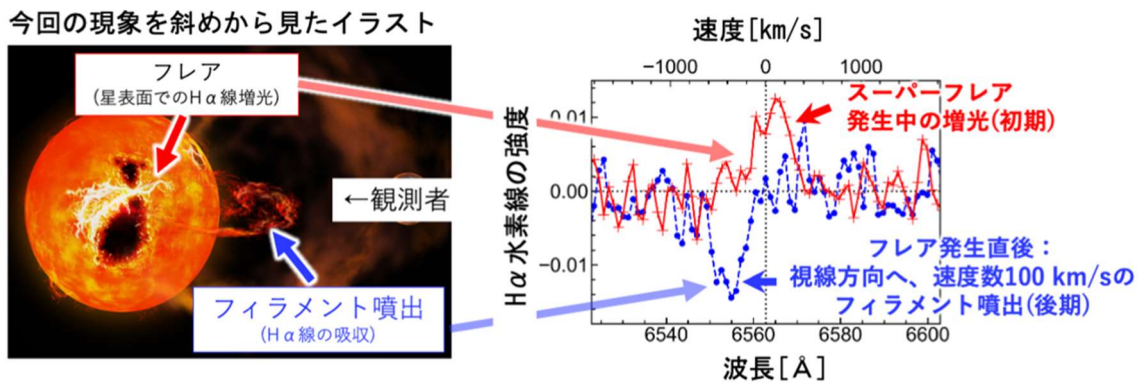 今回の現象を斜めから見たイラスト
フレア
(星表面でのHα線増光)
←観測者
フィラメント噴出
(Hα線の吸収)
速度[km/s]
-1000 0 1000
Hα水素線の強度
0.01
0.00
-0.01
スーパーフレア
発生中の増光(初期)
フレア発生直後：
視線方向へ、速度数100 km/sの
フィラメント噴出(後期)
6540 6560 6580 6600
波長[Å]